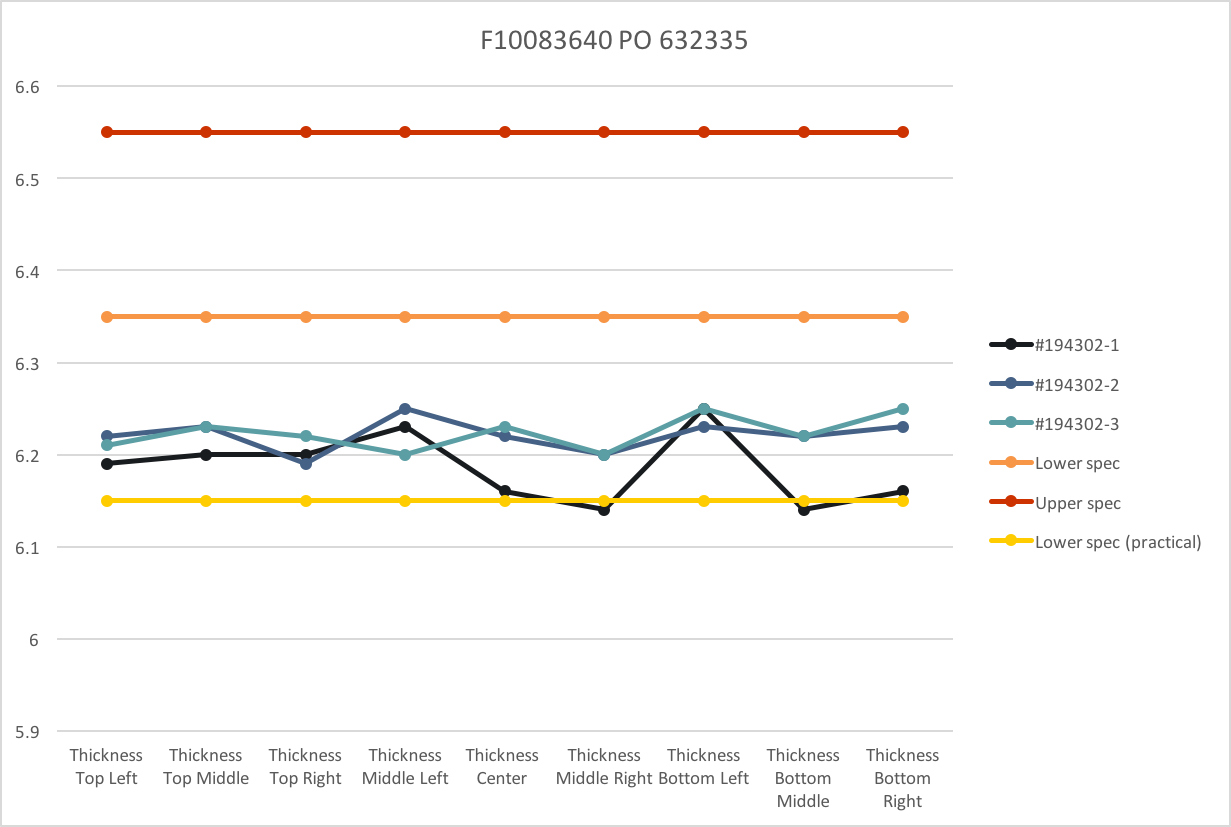 F10083640 PO 632335
6.6
6.5
6.4
6.3
6.2
6.1
6
5.9
Thickness Top Left
Thickness Top Middle
Thickness Top Right
Thickness Middle Left
Thickness Center
Thickness Middle Right
Thickness Bottom Left
Thickness Bottom Middle
Thickness Bottom Right
#194302-1
#194302-2
#194302-3
Lower spec
Upper spec
Lower spec (practical)